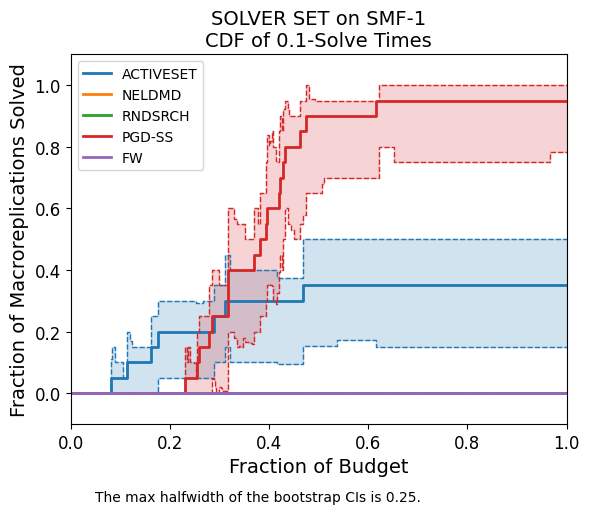 SOLVER SET on SMF-1
CDF of 0.1-Solve Times
Fraction of Macroreplications Solved
1.0
0.8
0.6
0.4
0.2
0.0
ACTIVESET
NELDMD
RNDSRCH
PGD-SS
FW
0.0 0.2 0.4 0.6 0.8 1.0
Fraction of Budget
The max halfwidth of the bootstrap CIs is 0.25.